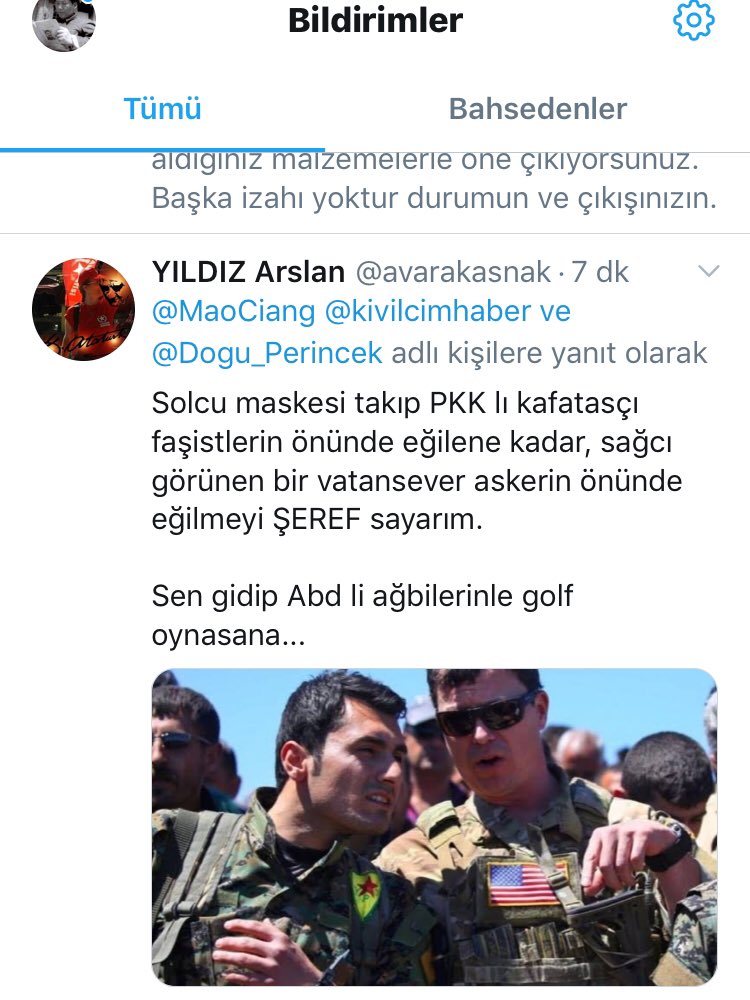 Bildirimler
Tümü
Bahsedenler
aldığınız malzemelerle öne çıkıyorsunuz.
Başka izahı yoktur durumun ve çıkışınızın.
YILDIZ Arslan @avarakasnak · 7 dk
@MaoCiang @kivilcimhaber ve
@Dogu_Perincek adlı kişilere yanıt olarak
Solcu maskesi takıp PKK lı kafatasçı
faşistlerin önünde eğilene kadar, sağcı
görünen bir vatansever askerin önünde
eğilmeyi ŞEREF sayarım.
Sen gidip Abd li ağbilerinle golf
oynasana...